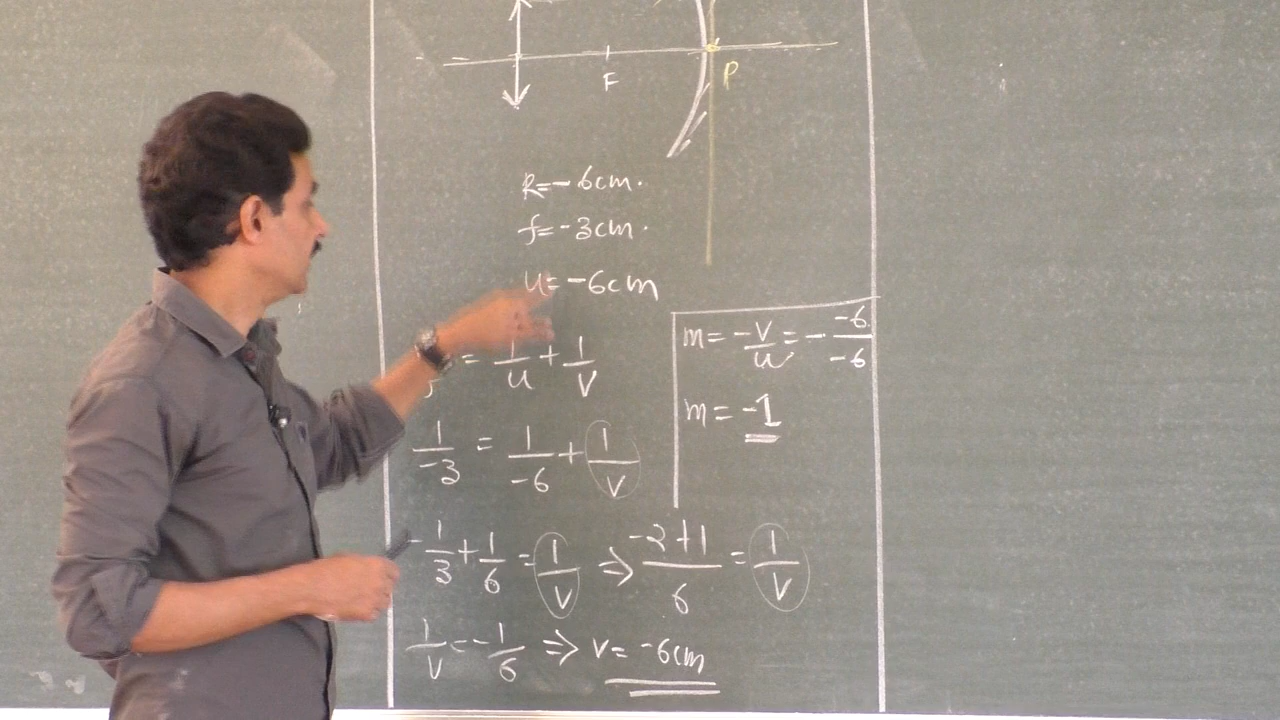 F P
R=-6cm.
f=-3cm.
u=-6cm
= 1/u + 1/v
1/-3 = 1/-6 + 1/v
-1/3 + 1/6 = 1/v ⇒ -2+1/6 = 1/v
1/v = -1/6 ⇒ v= -6cm
m= -v/u = - -6/-6
m= -1